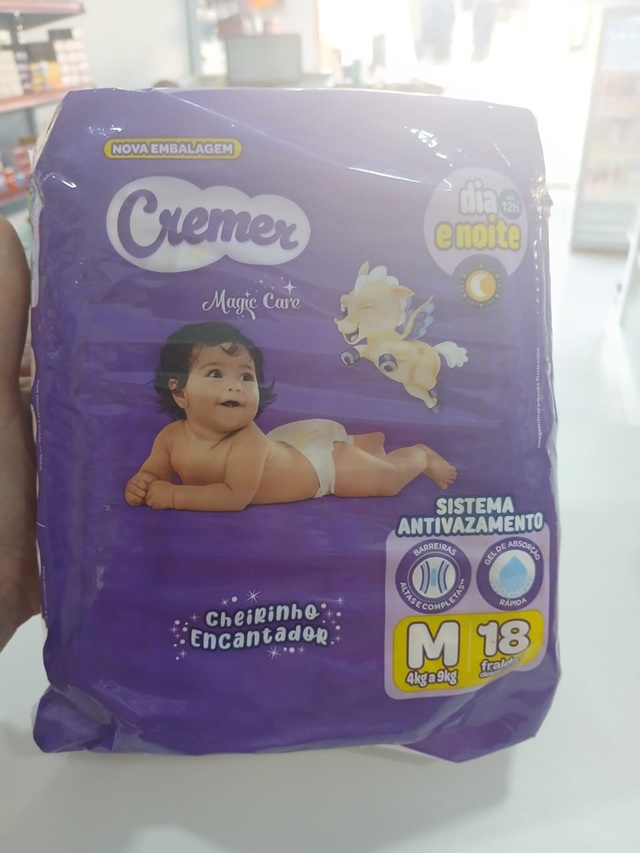 NOVA EMBALAGEM
Cremer
Magic Care
dia
12h
e noite
SISTEMA
ANTIVAZAMENTO
BARREIRAS
ALTAS E COMPLETAS
GEL DE ABSORÇÃO
RÁPIDA
M
4kg a 9kg
18
Cheirinho
Encantador